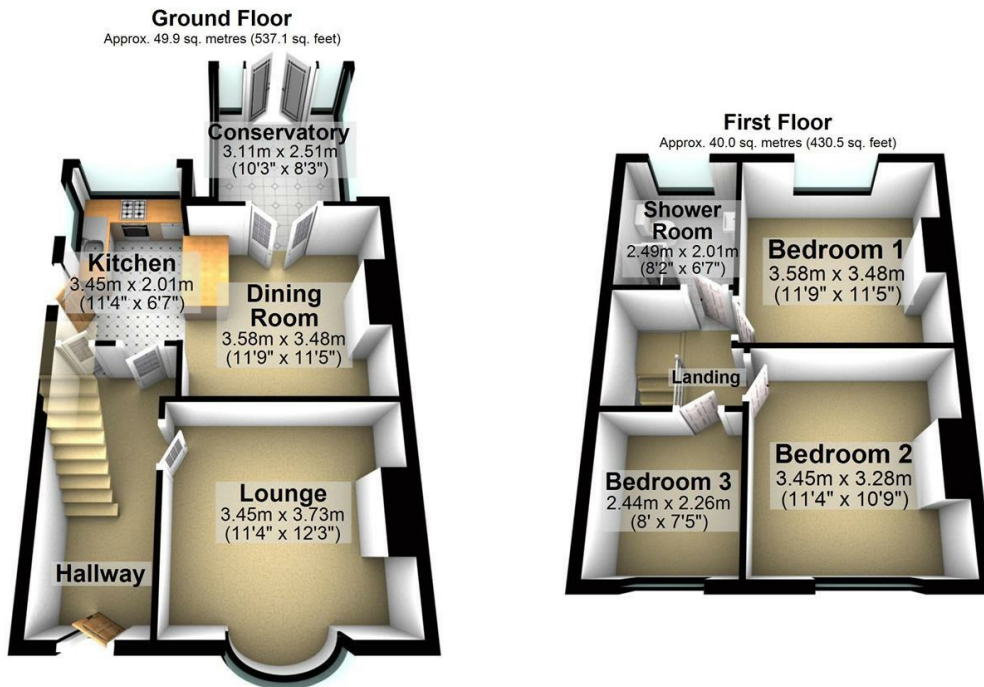 Ground Floor
Approx. 49.9 sq. metres (537.1 sq. feet)
Conservatory
3.11m x 2.51m
(10'3" x 8'3")
Kitchen
3.45m x 2.01m
(11'4" x 6'7")
Dining
Room
3.58m x 3.48m
(11'9" x 11'5")
Lounge
3.45m x 3.73m
(11'4" x 12'3")
Hallway
First Floor
Approx. 40.0 sq. metres (430.5 sq. feet)
Shower
Room
2.49m x 2.01m
(8'2" x 6'7")
Bedroom 1
3.58m x 3.48m
(11'9" x 11'5")
Landing
Bedroom 3
2.44m x 2.26m
(8' x 7'5")
Bedroom 2
3.45m x 3.28m
(11'4" x 10'9")